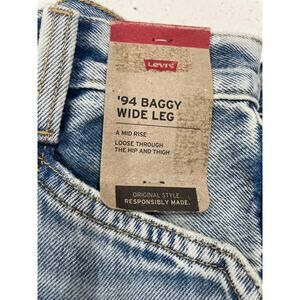 Levi's
'94 BAGGY
WIDE LEG
A MID RISE
LOOSE THROUGH
THE HIP AND THIGH
ORIGINAL STYLE.
RESPONSIBLY MADE.